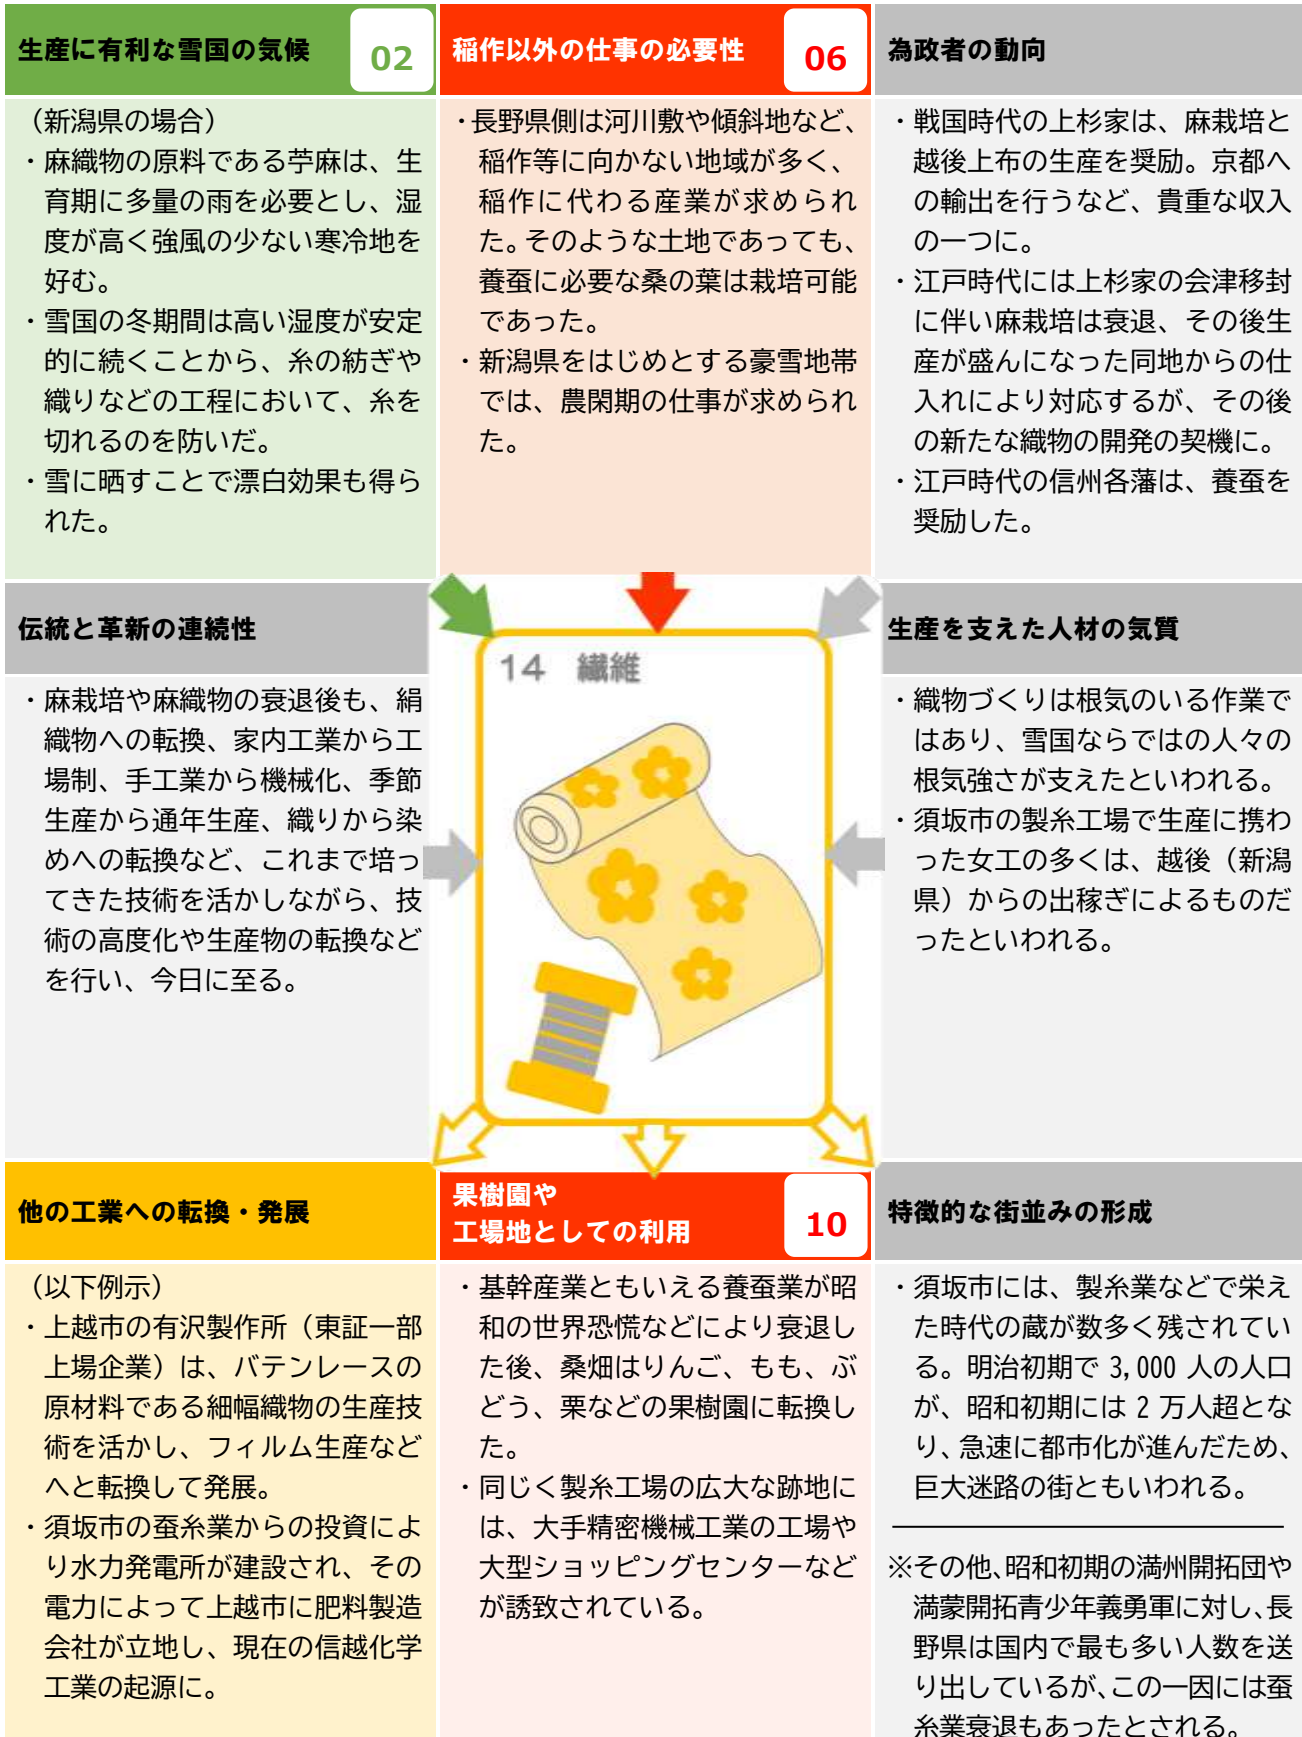 生産に有利な雪国の気候
02
(新潟県の場合)
・麻織物の原料である苧麻は、生
育期に多量の雨を必要とし、湿
度が高く強風の少ない寒冷地を
好む。
・雪国の冬期間は高い湿度が安定
的に続くことから、糸の紡ぎや
織りなどの工程において、糸を
切れるのを防いだ。
・雪に晒すことで漂白効果も得ら
れた。
稲作以外の仕事の必要性
06
・長野県側は河川敷や傾斜地など、
稲作等に向かない地域が多く、
稲作に代わる産業が求められ
た。そのような土地であっても、
養蚕に必要な桑の葉は栽培可能
であった。
・新潟県をはじめとする豪雪地帯
では、農閑期の仕事が求められ
た。
為政者の動向
・戦国時代の上杉家は、麻栽培と
越後上布の生産を奨励。京都へ
の輸出を行うなど、貴重な収入
の一つに。
・江戸時代には上杉家の会津移封
に伴い麻栽培は衰退、その後生
産が盛んになった同地からの仕
入れにより対応するが、その後
の新たな織物の開発の契機に。
・江戸時代の信州各藩は、養蚕を
奨励した。
伝統と革新の連続性
・麻栽培や麻織物の衰退後も、絹
織物への転換、家内工業から工
場制、手工業から機械化、季節
生産から通年生産、織りから染
めへの転換など、これまで培っ
てきた技術を活かしながら、技
術の高度化や生産物の転換など
を行い、今日に至る。
14 繊維
生産を支えた人材の気質
・織物づくりは根気のいる作業で
はあり、雪国ならではの人々の
根気強さが支えたといわれる。
・須坂市の製糸工場で生産に携わ
った女工の多くは、越後(新潟
県)からの出稼ぎによるものだ
ったといわれる。
他の工業への転換・発展
(以下例示)
・上越市の有沢製作所(東証一部
上場企業)は、バテンレースの
原材料である細幅織物の生産技
術を活かし、フィルム生産など
へと転換して発展。
・須坂市の蚕糸業からの投資によ
り水力発電所が建設され、その
電力によって上越市に肥料製造
会社が立地し、現在の信越化学
工業の起源に。
果樹園や
工場地としての利用
10
・基幹産業ともいえる養蚕業が昭
和の世界恐慌などにより衰退し
た後、桑畑はりんご、もも、ぶ
どう、栗などの果樹園に転換し
た。
・同じく製糸工場の広大な跡地に
は、大手精密機械工業の工場や
大型ショッピングセンターなど
が誘致されている。
特徴的な街並みの形成
・須坂市には、製糸業などで栄え
た時代の蔵が数多く残されてい
る。明治初期で 3,000 人の人口
が、昭和初期には 2 万人超とな
り、急速に都市化が進んだため、
巨大迷路の街ともいわれる。
※その他、昭和初期の満州開拓団や
満蒙開拓青少年義勇軍に対し、長
野県は国内で最も多い人数を送
り出しているが、この一因には蚕
糸業衰退もあったとされる。